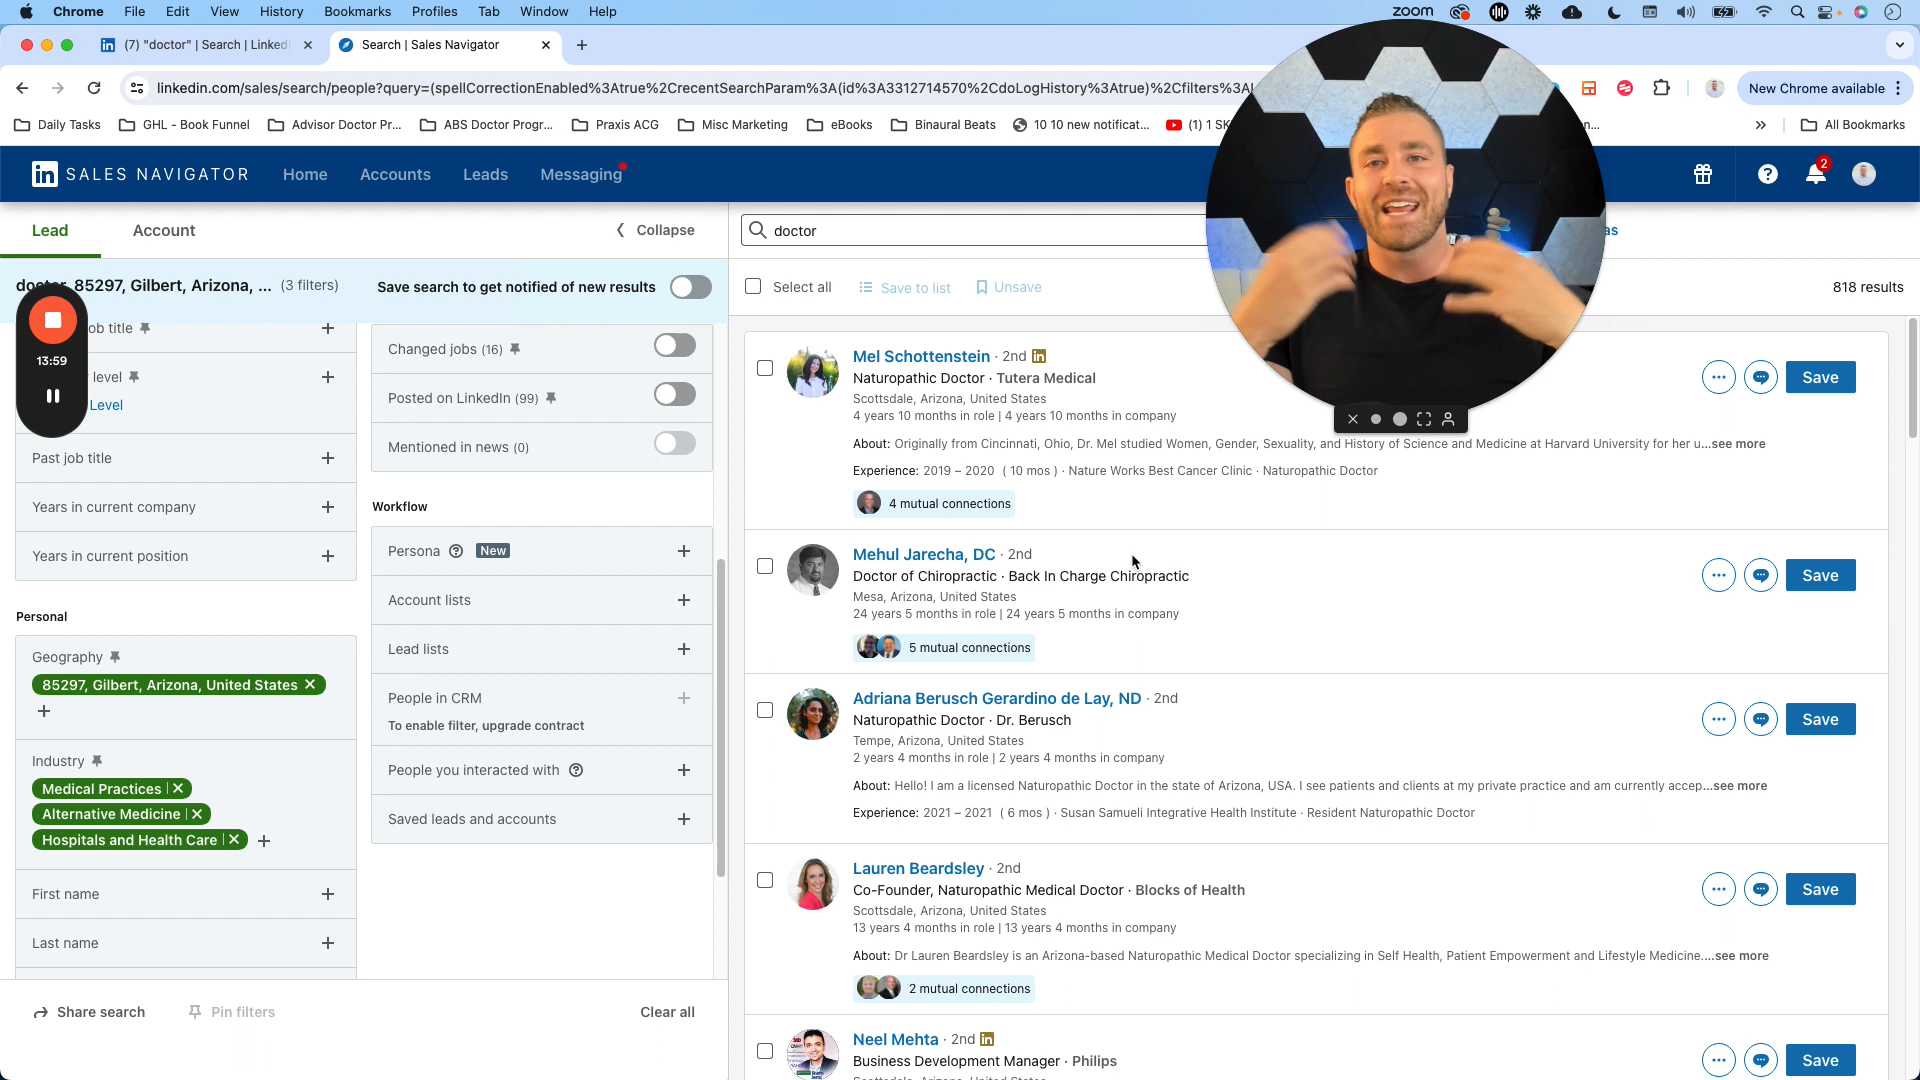 Chrome File Edit View History Bookmarks Profiles Tab Window Help
zoom
(7) "doctor" | Search | Linked
Search | Sales Navigator
linkedin.com/sales/search/people?query=(spellCorrectionEnabled%3Atrue%2CrecentSearchParam%3A(id%3A3312714570%2CdoLogHistory%3Atrue)%2Cfilters%3AL
New Chrome available
Daily Tasks GHL - Book Funnel Advisor Doctor Pr... ABS Doctor Progr... Praxis ACG Misc Marketing eBooks Binaural Beats 10 10 new notificat... (1) 1 SK n... All Bookmarks
in SALES NAVIGATOR Home Accounts Leads Messaging
2
Lead Account Collapse
doctor as
doctor, 85297, Gilbert, Arizona, ... (3 filters)
Save search to get notified of new results
Select all Save to list Unsave
818 results
ob title
13:59
level
Level
Past job title
Years in current company
Years in current position
Personal
Geography
85297, Gilbert, Arizona, United States
Industry
Medical Practices
Alternative Medicine
Hospitals and Health Care
First name
Last name
Changed jobs (16)
Posted on LinkedIn (99)
Mentioned in news (0)
Workflow
Persona New
Account lists
Lead lists
People in CRM
To enable filter, upgrade contract
People you interacted with
Saved leads and accounts
Share search Pin filters Clear all
Mel Schottenstein · 2nd
Naturopathic Doctor · Tutera Medical
Scottsdale, Arizona, United States
4 years 10 months in role | 4 years 10 months in company
About: Originally from Cincinnati, Ohio, Dr. Mel studied Women, Gender, Sexuality, and History of Science and Medicine at Harvard University for her u...see more
Experience: 2019 – 2020 ( 10 mos ) · Nature Works Best Cancer Clinic · Naturopathic Doctor
4 mutual connections
Save
Mehul Jarecha, DC · 2nd
Doctor of Chiropractic · Back In Charge Chiropractic
Mesa, Arizona, United States
24 years 5 months in role | 24 years 5 months in company
5 mutual connections
Save
Adriana Berusch Gerardino de Lay, ND · 2nd
Naturopathic Doctor · Dr. Berusch
Tempe, Arizona, United States
2 years 4 months in role | 2 years 4 months in company
About: Hello! I am a licensed Naturopathic Doctor in the state of Arizona, USA. I see patients and clients at my private practice and am currently accep...see more
Experience: 2021 – 2021 ( 6 mos ) · Susan Samueli Integrative Health Institute · Resident Naturopathic Doctor
Save
Lauren Beardsley · 2nd
Co-Founder, Naturopathic Medical Doctor · Blocks of Health
Scottsdale, Arizona, United States
13 years 4 months in role | 13 years 4 months in company
About: Dr Lauren Beardsley is an Arizona-based Naturopathic Medical Doctor specializing in Self Health, Patient Empowerment and Lifestyle Medicine....see more
2 mutual connections
Save
Neel Mehta · 2nd
Business Development Manager · Philips
Save